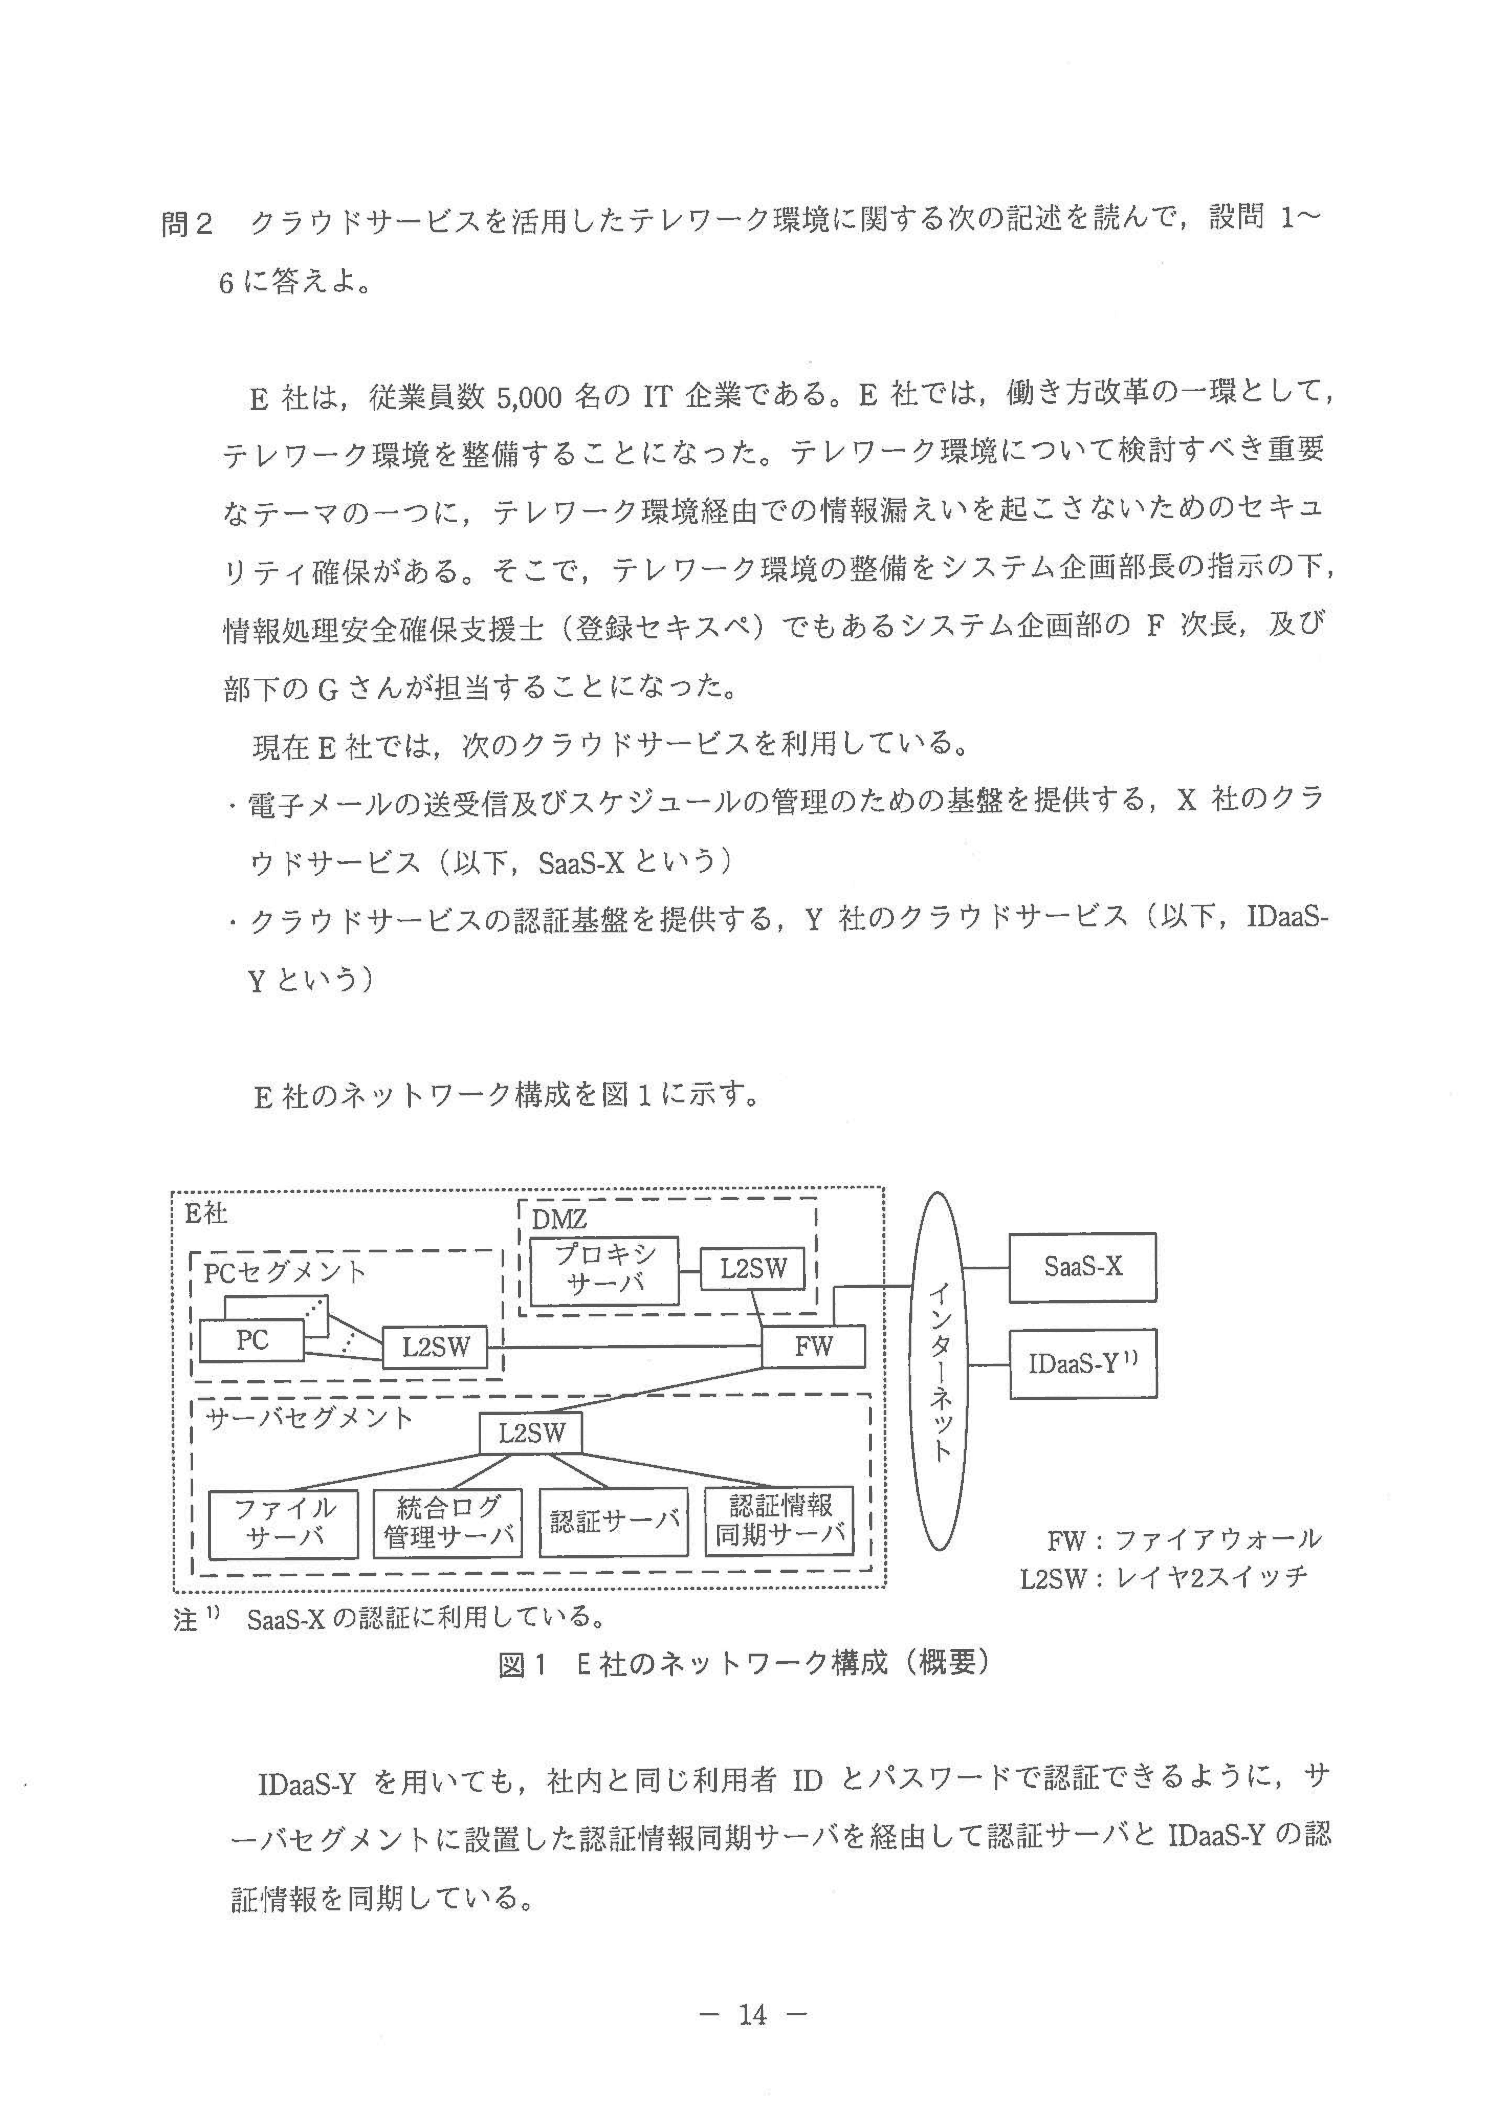 問2　クラウドサービスを活用したテレワーク環境に関する次の記述を読んで，設問 1～
6 に答えよ。
E 社は，従業員数 5,000 名の IT 企業である。E 社では，働き方改革の一環として，
テレワーク環境を整備することになった。テレワーク環境について検討すべき重要
なテーマの一つに，テレワーク環境経由での情報漏えいを起こさないためのセキュ
リティ確保がある。そこで，テレワーク環境の整備をシステム企画部長の指示の下，
情報処理安全確保支援士（登録セキスペ）でもあるシステム企画部の F 次長，及び
部下の G さんが担当することになった。
現在 E 社では，次のクラウドサービスを利用している。
・電子メールの送受信及びスケジュールの管理のための基盤を提供する，X 社のクラ
ウドサービス（以下，SaaS-X という）
・クラウドサービスの認証基盤を提供する，Y 社のクラウドサービス（以下，IDaaS-
Y という）
E 社のネットワーク構成を図 1 に示す。
E社
DMZ
プロキシ
サーバ
L2SW
PCセグメント
PC
L2SW
FW
インターネット
SaaS-X
IDaaS-Y1)
サーバセグメント
L2SW
ファイル
サーバ
統合ログ
管理サーバ
認証サーバ
認証情報
同期サーバ
FW：ファイアウォール
L2SW：レイヤ2スイッチ
注1)　SaaS-X の認証に利用している。
図 1　E 社のネットワーク構成（概要）
IDaaS-Y を用いても，社内と同じ利用者 ID とパスワードで認証できるように，サ
ーバセグメントに設置した認証情報同期サーバを経由して認証サーバと IDaaS-Y の認
証情報を同期している。
－ 14 －